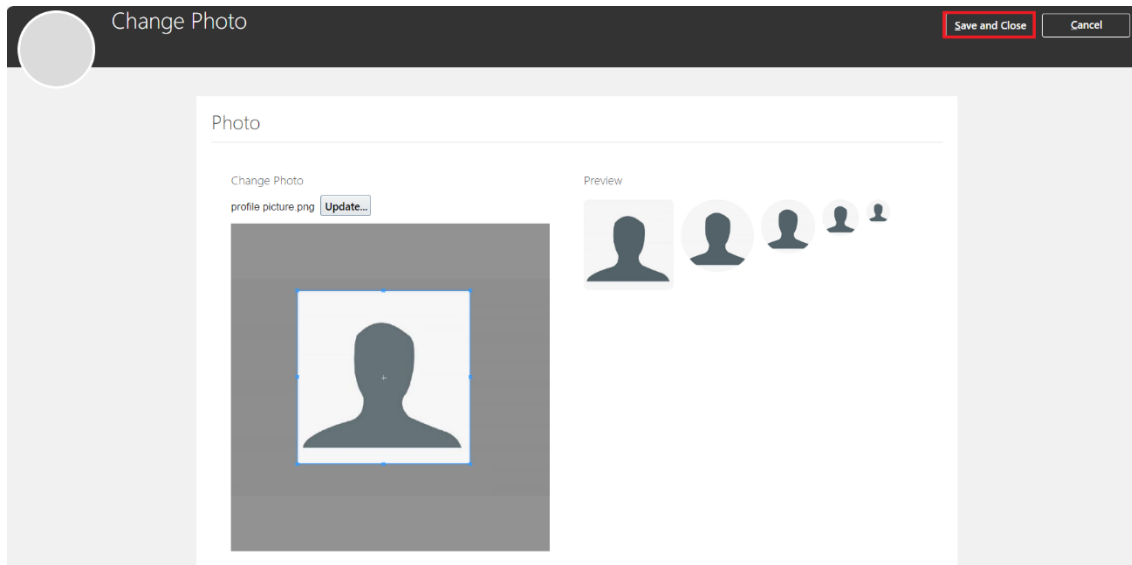 Change Photo
Save and Close
Cancel
Photo
Change Photo
Preview
profile picture.png
Update...